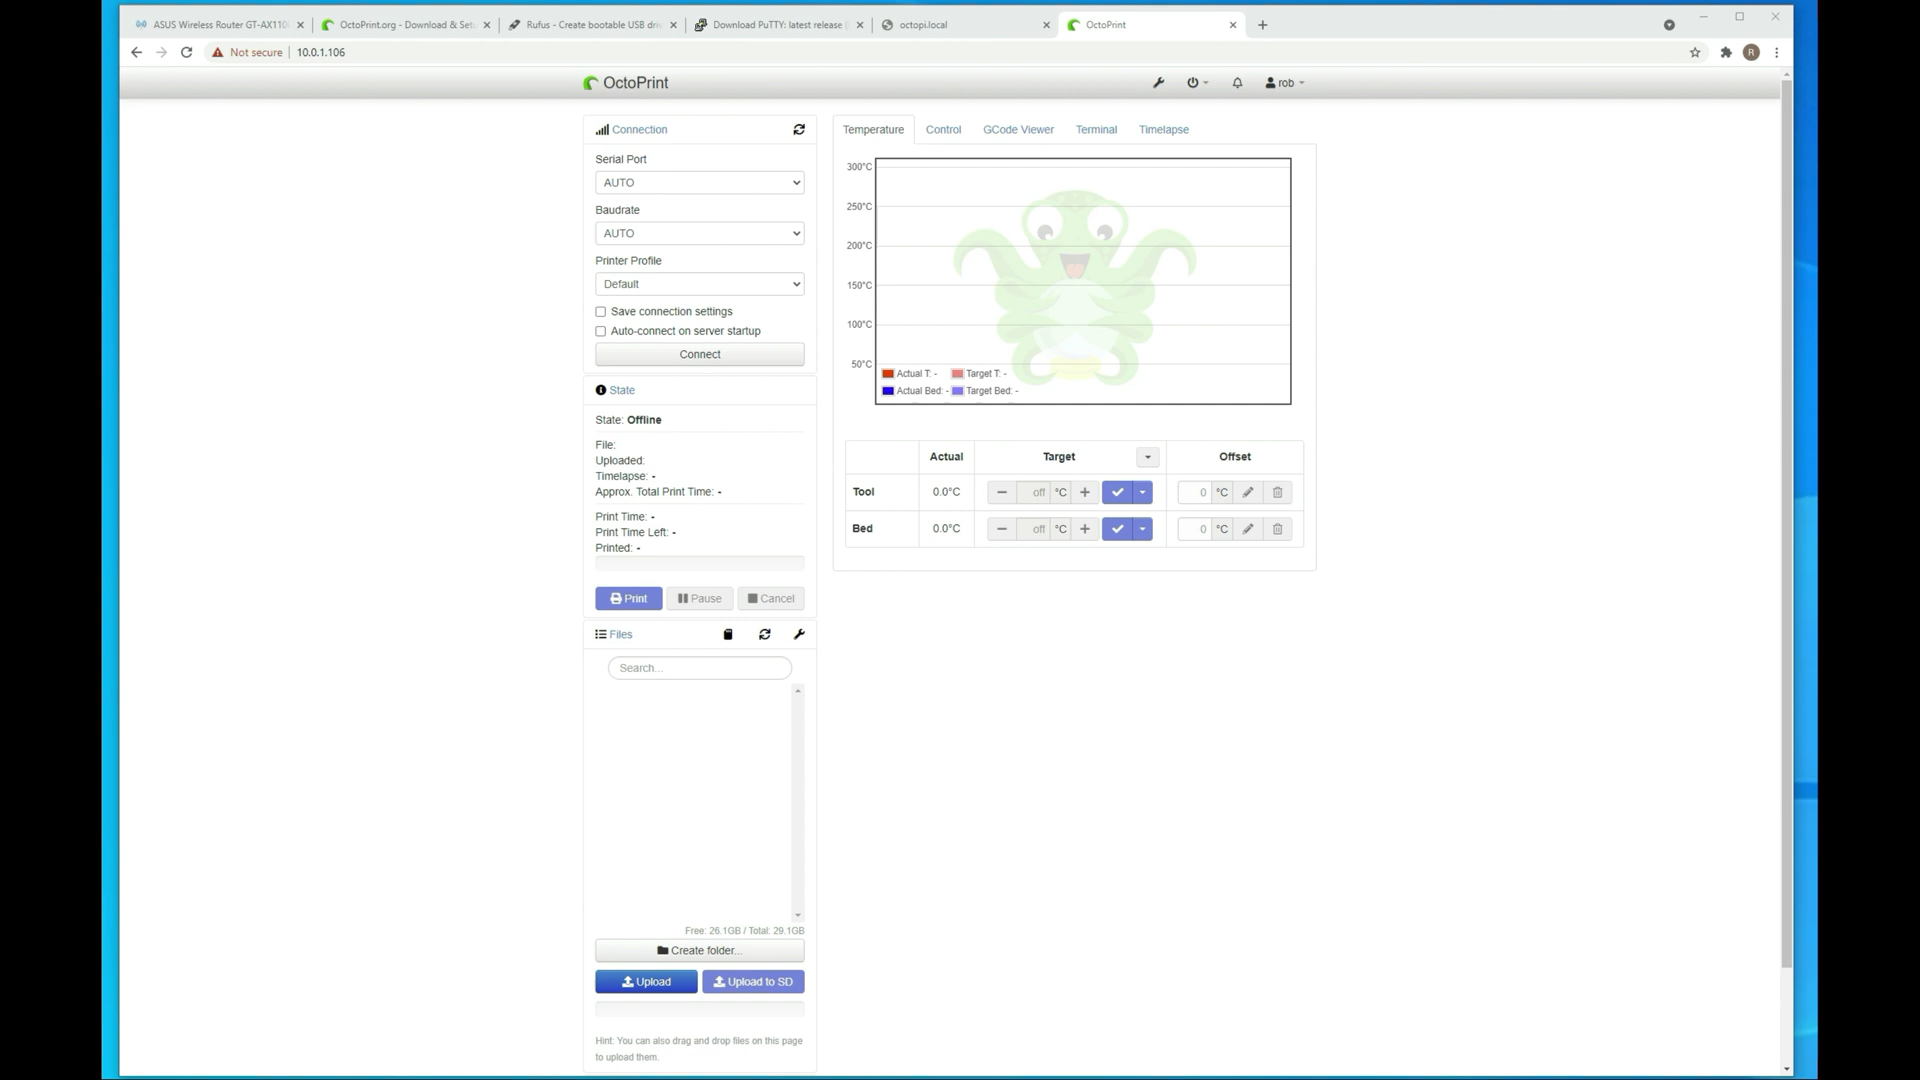 ASUS Wireless Router GT-AX110
OctoPrint.org - Download & Setu
Rufus - Create bootable USB driv
Download PuTTY: latest release (
octopi.local
OctoPrint
Not secure
10.0.1.106
R
OctoPrint
rob
Connection
Serial Port
AUTO
Baudrate
AUTO
Printer Profile
Default
Save connection settings
Auto-connect on server startup
Connect
State
State: Offline
File:
Uploaded:
Timelapse: -
Approx. Total Print Time: -
Print Time: -
Print Time Left: -
Printed: -
Print
Pause
Cancel
Files
Search...
Free: 26.1GB / Total: 29.1GB
Create folder...
Upload
Upload to SD
Hint: You can also drag and drop files on this page
to upload them.
Temperature
Control
GCode Viewer
Terminal
Timelapse
300°C
250°C
200°C
150°C
100°C
50°C
Actual T: -
Target T: -
Actual Bed: -
Target Bed: -
Actual
Target
Offset
Tool
0.0°C
off °C
0 °C
Bed
0.0°C
off °C
0 °C